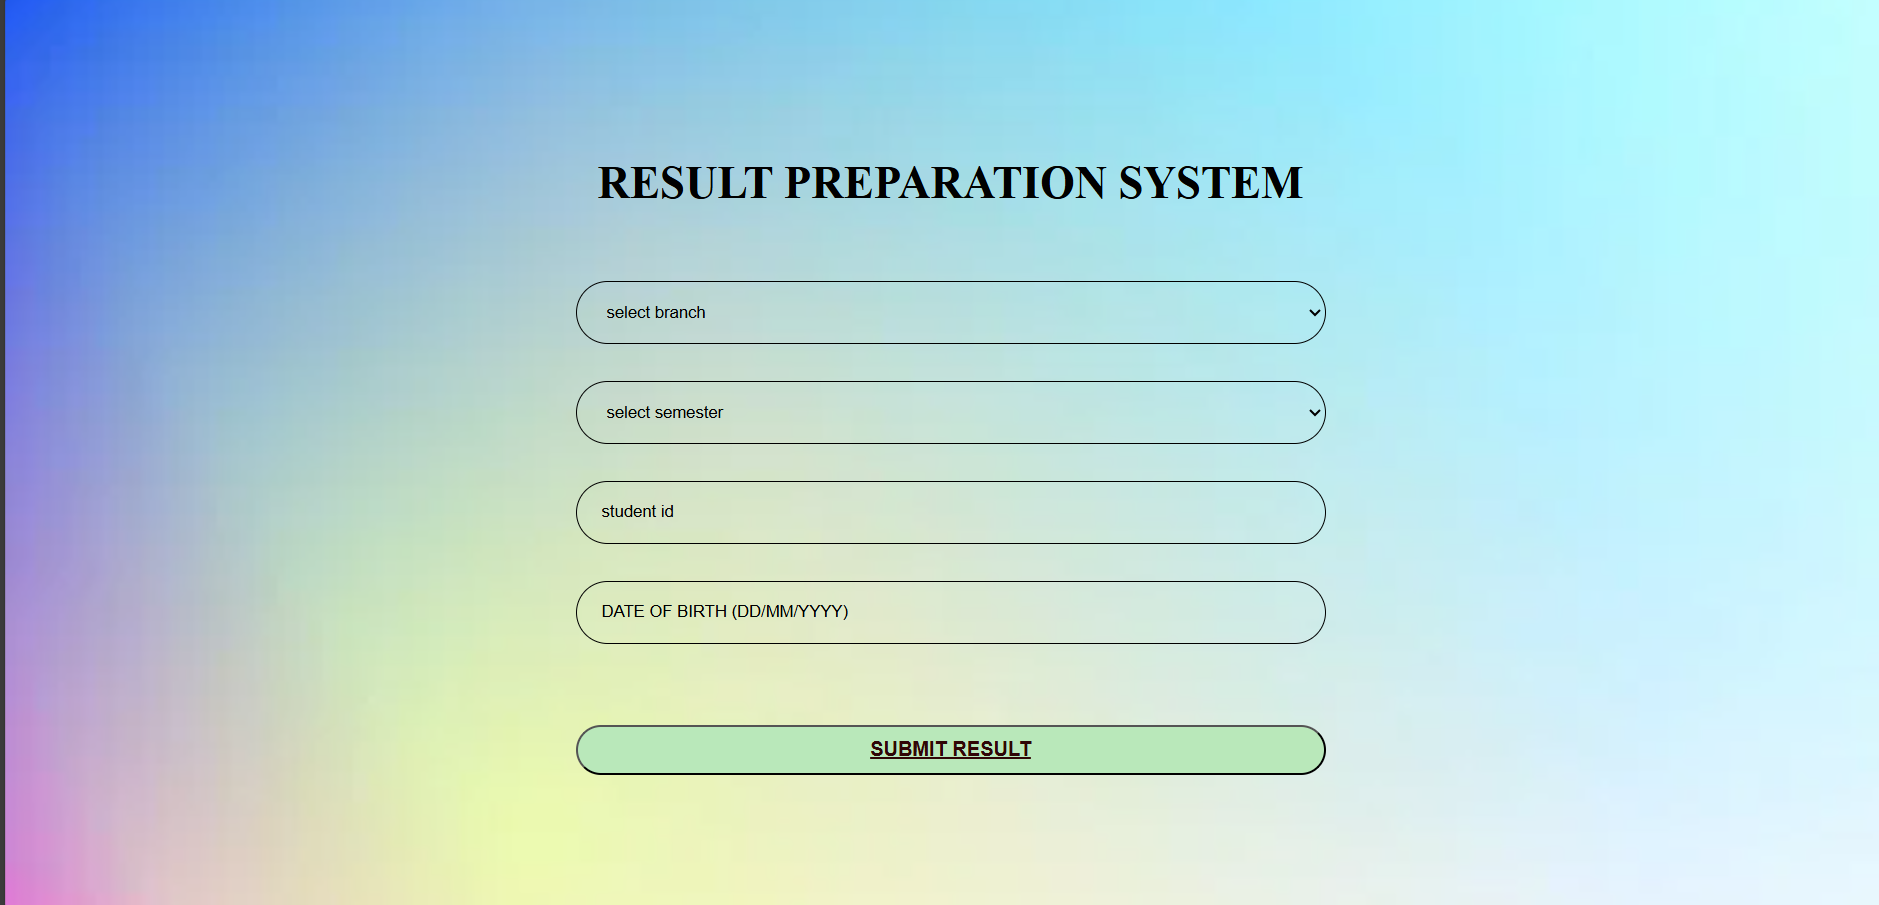 RESULT PREPARATION SYSTEM
select branch
select semester
student id
DATE OF BIRTH (DD/MM/YYYY)
SUBMIT RESULT